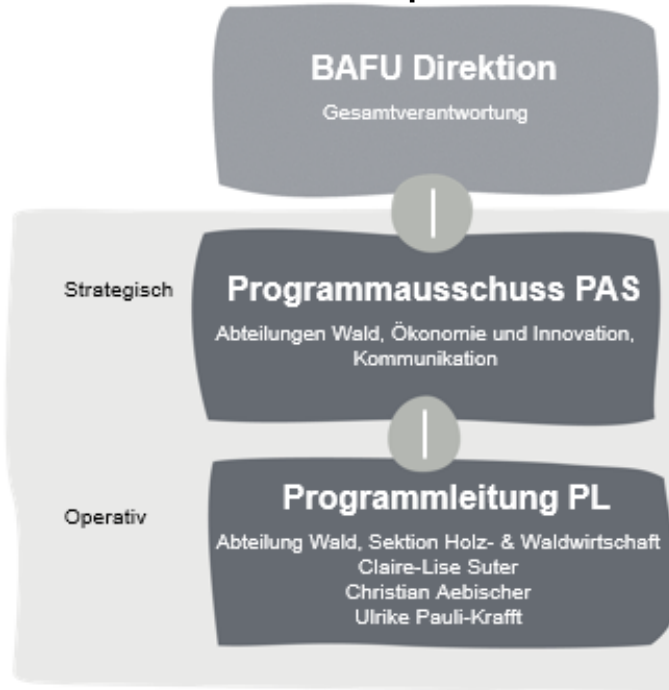 BAFU Direktion
Gesamtverantwortung
Strategisch
Programmausschuss PAS
Abteilungen Wald, Ökonomie und Innovation,
Kommunikation
Operativ
Programmleitung PL
Abteilung Wald, Sektion Holz- & Waldwirtschaft
Claire-Lise Suter
Christian Aebischer
Ulrike Pauli-Krafft